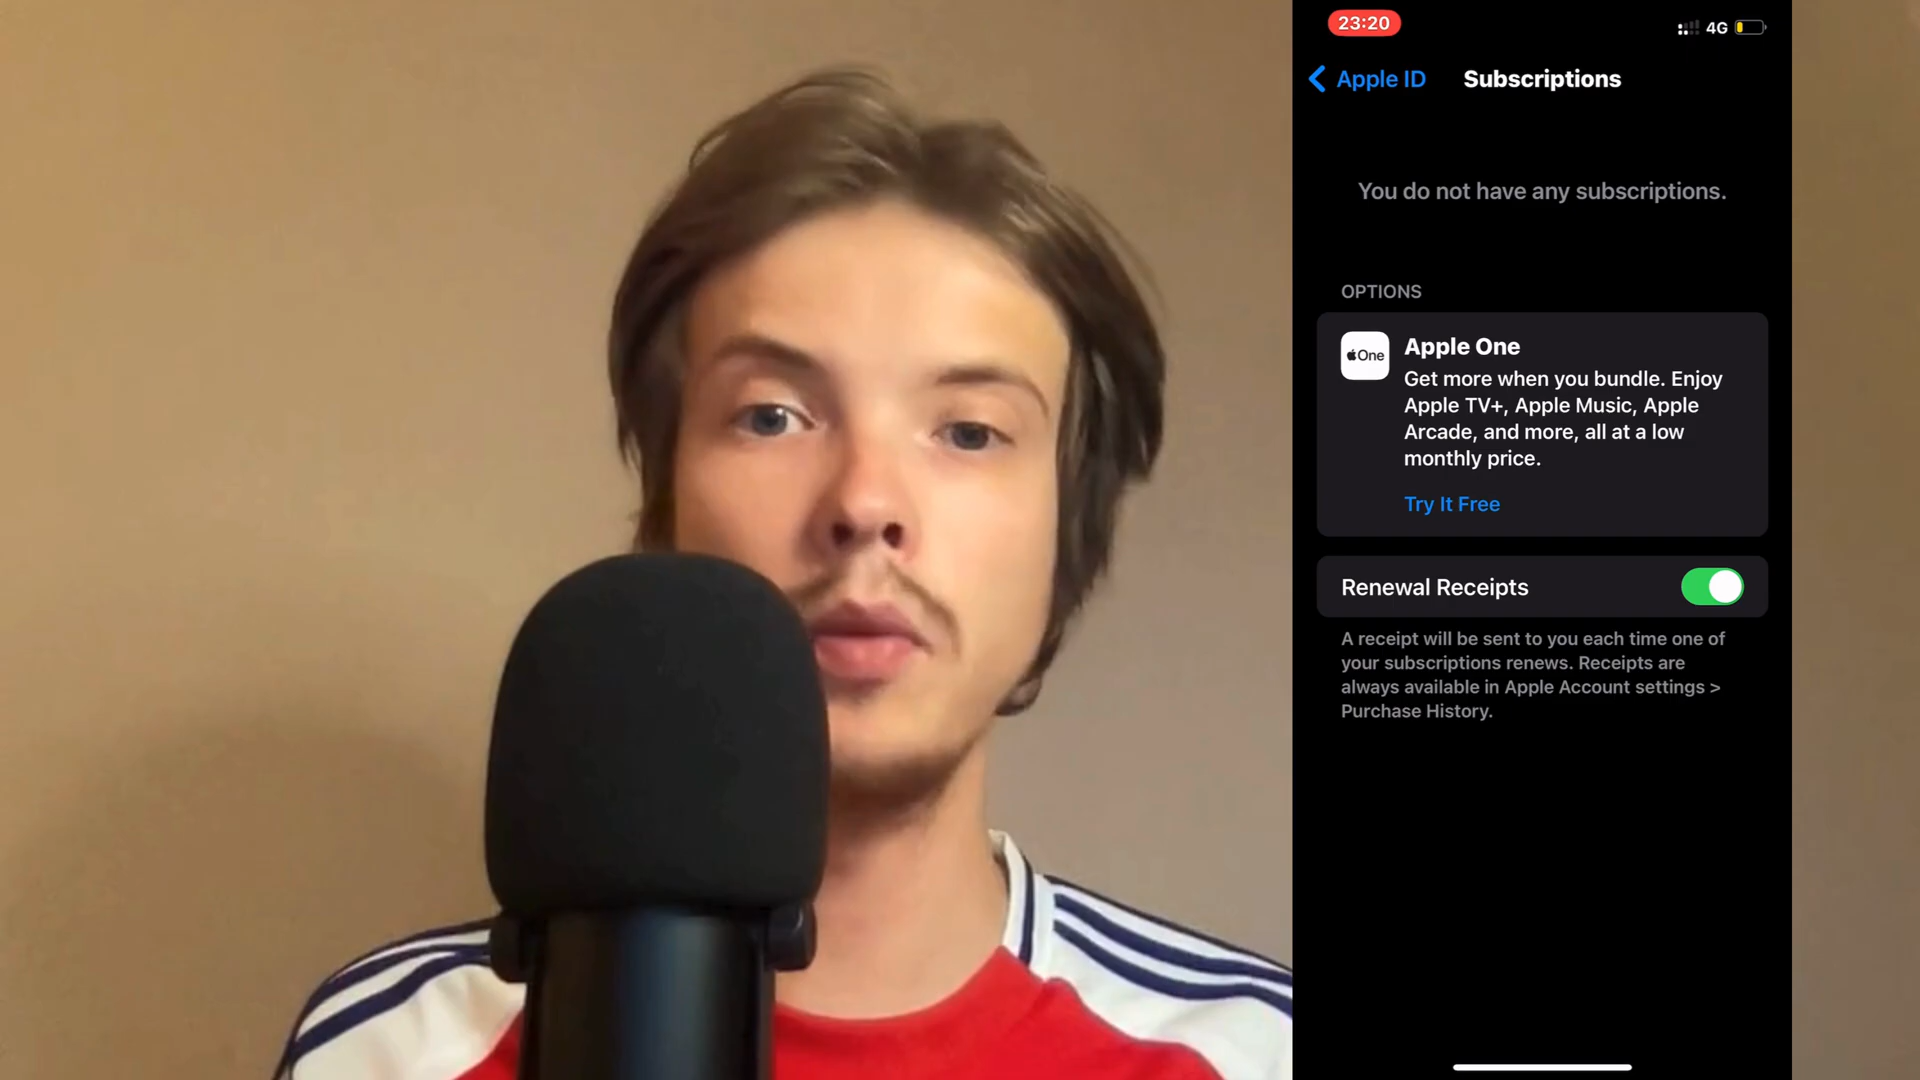 23:20
4G
Apple ID
Subscriptions
You do not have any subscriptions.
OPTIONS
One
Apple One
Get more when you bundle. Enjoy
Apple TV+, Apple Music, Apple
Arcade, and more, all at a low
monthly price.
Try It Free
Renewal Receipts
A receipt will be sent to you each time one of
your subscriptions renews. Receipts are
always available in Apple Account settings >
Purchase History.